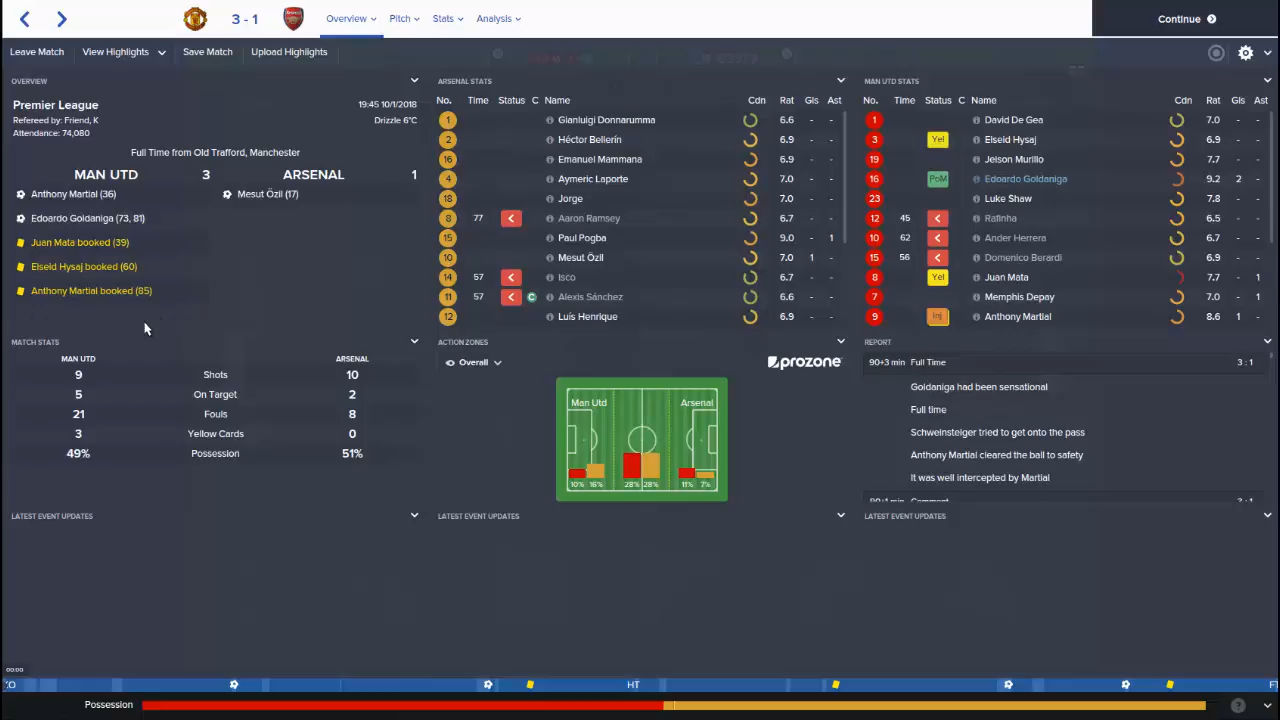 3 - 1
Overview Pitch Stats Analysis
Continue
Leave Match View Highlights Save Match Upload Highlights
OVERVIEW
Premier League
19:45 10/1/2018
Refereed by: Friend, K
Drizzle 6°C
Attendance: 74,080
Full Time from Old Trafford, Manchester
MAN UTD 3 ARSENAL 1
Anthony Martial (36) Mesut Özil (17)
Edoardo Goldaniga (73, 81)
Juan Mata booked (39)
Elseid Hysaj booked (60)
Anthony Martial booked (85)
MATCH STATS
MAN UTD ARSENAL
9 Shots 10
5 On Target 2
21 Fouls 8
3 Yellow Cards 0
49% Possession 51%
LATEST EVENT UPDATES
ARSENAL STATS
No. Time Status C Name Cdn Rat Gls Ast
1 Gianluigi Donnarumma 6.6 - -
2 Héctor Bellerín 6.9 - -
16 Emanuel Mammana 6.9 - -
4 Aymeric Laporte 7.0 - -
18 Jorge 7.0 - -
8 77 Aaron Ramsey 6.7 - -
15 Paul Pogba 9.0 - 1
10 Mesut Özil 7.0 1 -
14 57 Isco 6.7 - -
11 57 C Alexis Sánchez 6.6 - -
12 Luís Henrique 6.9 - -
ACTION ZONES
Overall
prozone
Man Utd Arsenal
10% 16% 28% 28% 11% 7%
LATEST EVENT UPDATES
MAN UTD STATS
No. Time Status C Name Cdn Rat Gls Ast
1 David De Gea 7.0 - -
3 Yel Elseid Hysaj 6.9 - -
19 Jeison Murillo 7.7 - -
16 PoM Edoardo Goldaniga 9.2 2 -
23 Luke Shaw 7.8 - -
12 45 Rafinha 6.5 - -
10 62 Ander Herrera 6.7 - -
15 56 Domenico Berardi 6.9 - -
8 Yel Juan Mata 7.7 - 1
7 Memphis Depay 7.0 - 1
9 Inj Anthony Martial 8.6 1 -
REPORT
90+3 min Full Time 3 : 1
Goldaniga had been sensational
Full time
Schweinsteiger tried to get onto the pass
Anthony Martial cleared the ball to safety
It was well intercepted by Martial
90+1 min Comment 3 : 1
LATEST EVENT UPDATES
00:00
HT
Possession